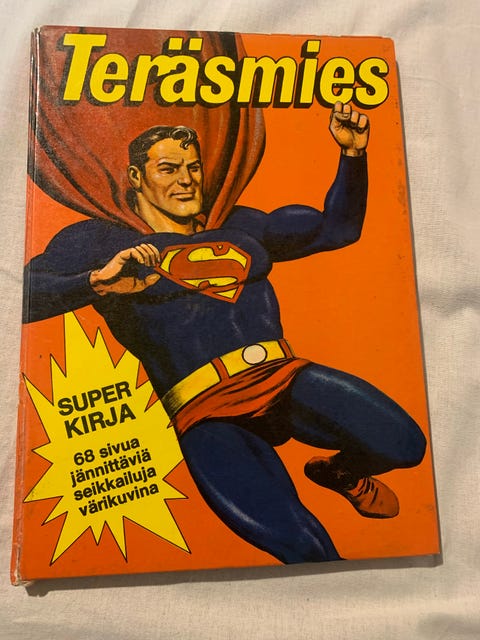 Teräsmies
S
SUPER
KIRJA
68 sivua
jännittäviä
seikkailuja
värikuvina